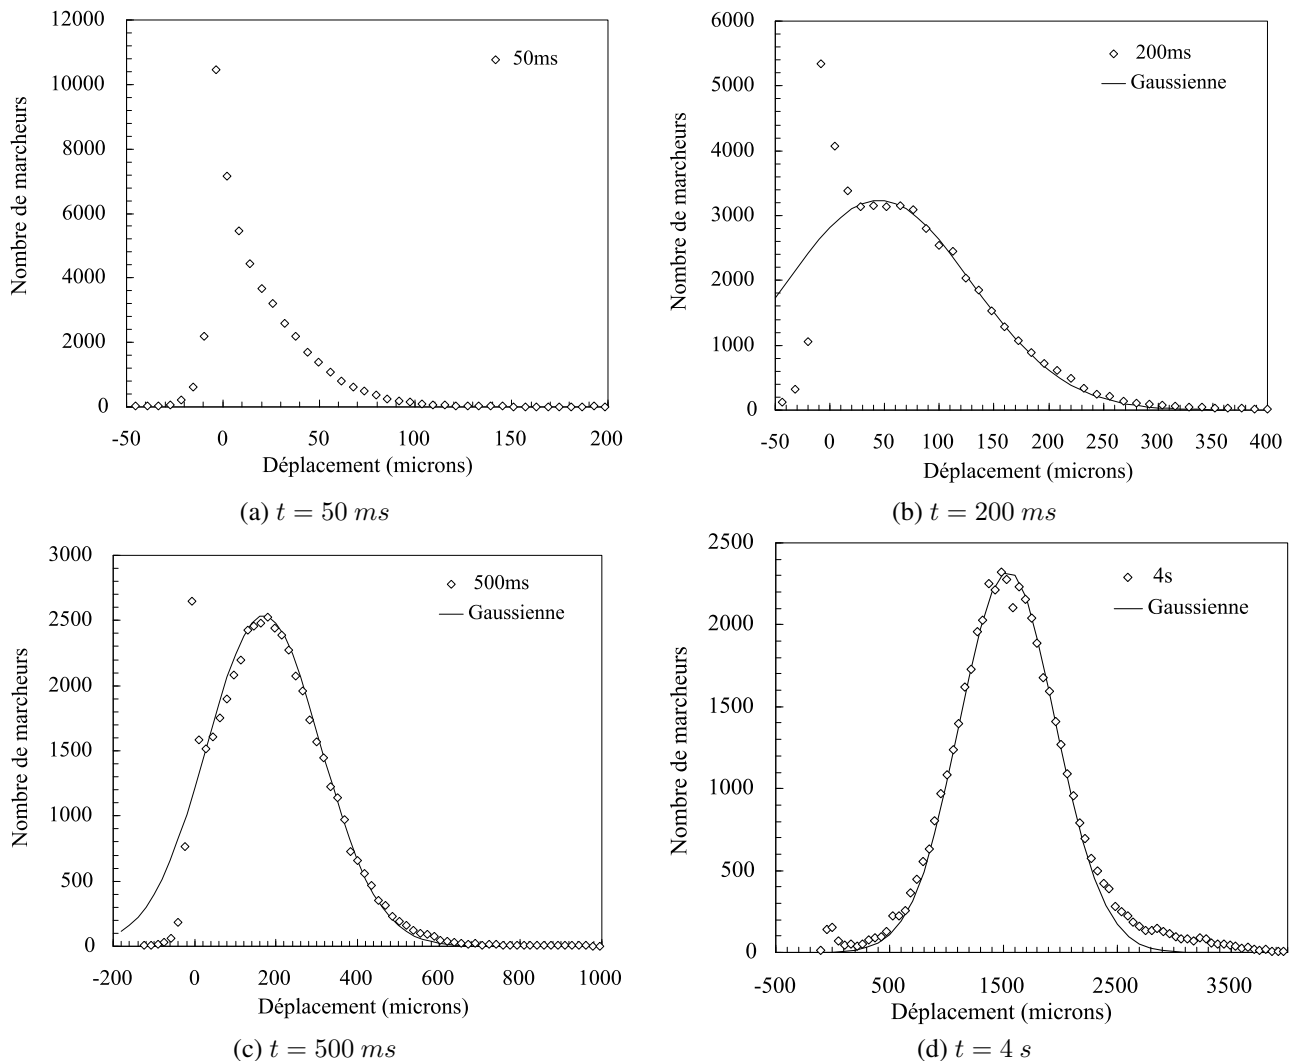 12000
10000
8000
6000
4000
2000
0
-50 0 50 100 150 200
Nombre de marcheurs
50ms
Déplacement (microns)
(a) t = 50 ms
6000
5000
4000
3000
2000
1000
0
-50 0 50 100 150 200 250 300 350 400
Nombre de marcheurs
200ms
Gaussienne
Déplacement (microns)
(b) t = 200 ms
3000
2500
2000
1500
1000
500
0
-200 0 200 400 600 800 1000
Nombre de marcheurs
500ms
Gaussienne
Déplacement (microns)
(c) t = 500 ms
2500
2000
1500
1000
500
0
-500 500 1500 2500 3500
Nombre de marcheurs
4s
Gaussienne
Déplacement (microns)
(d) t = 4 s